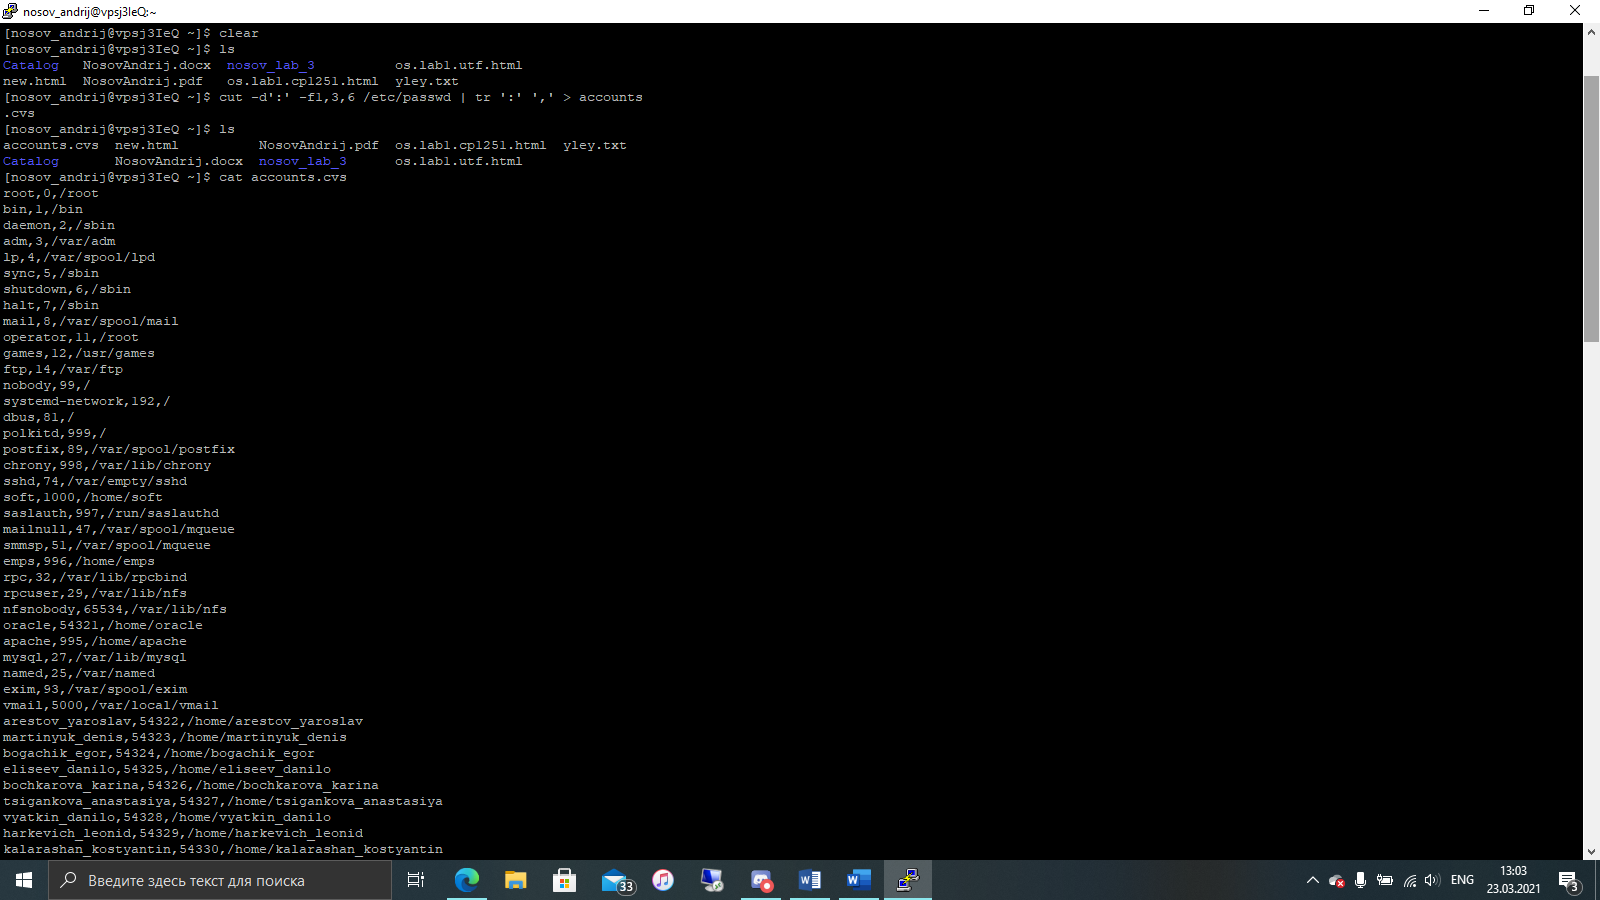 nosov_andrij@vpsj3IeQ:~
[nosov_andrij@vpsj3IeQ ~]$ clear
[nosov_andrij@vpsj3IeQ ~]$ ls
Catalog   NosovAndrij.docx  nosov_lab_3          os.lab1.utf.html
new.html  NosovAndrij.pdf   os.lab1.cp1251.html  yley.txt
[nosov_andrij@vpsj3IeQ ~]$ cut -d':' -f1,3,6 /etc/passwd | tr ':' ',' > accounts
.cvs
[nosov_andrij@vpsj3IeQ ~]$ ls
accounts.cvs  new.html          NosovAndrij.pdf  os.lab1.cp1251.html  yley.txt
Catalog       NosovAndrij.docx  nosov_lab_3      os.lab1.utf.html
[nosov_andrij@vpsj3IeQ ~]$ cat accounts.cvs
root,0,/root
bin,1,/bin
daemon,2,/sbin
adm,3,/var/adm
lp,4,/var/spool/lpd
sync,5,/sbin
shutdown,6,/sbin
halt,7,/sbin
mail,8,/var/spool/mail
operator,11,/root
games,12,/usr/games
ftp,14,/var/ftp
nobody,99,/
systemd-network,192,/
dbus,81,/
polkitd,999,/
postfix,89,/var/spool/postfix
chrony,998,/var/lib/chrony
sshd,74,/var/empty/sshd
soft,1000,/home/soft
saslauth,997,/run/saslauthd
mailnull,47,/var/spool/mqueue
smmsp,51,/var/spool/mqueue
emps,996,/home/emps
rpc,32,/var/lib/rpcbind
rpcuser,29,/var/lib/nfs
nfsnobody,65534,/var/lib/nfs
oracle,54321,/home/oracle
apache,995,/home/apache
mysql,27,/var/lib/mysql
named,25,/var/named
exim,93,/var/spool/exim
vmail,5000,/var/local/vmail
arestov_yaroslav,54322,/home/arestov_yaroslav
martinyuk_denis,54323,/home/martinyuk_denis
bogachik_egor,54324,/home/bogachik_egor
eliseev_danilo,54325,/home/eliseev_danilo
bochkarova_karina,54326,/home/bochkarova_karina
tsigankova_anastasiya,54327,/home/tsigankova_anastasiya
vyatkin_danilo,54328,/home/vyatkin_danilo
harkevich_leonid,54329,/home/harkevich_leonid
kalarashan_kostyantin,54330,/home/kalarashan_kostyantin
Введите здесь текст для поиска
33
ENG
13:03
23.03.2021
3